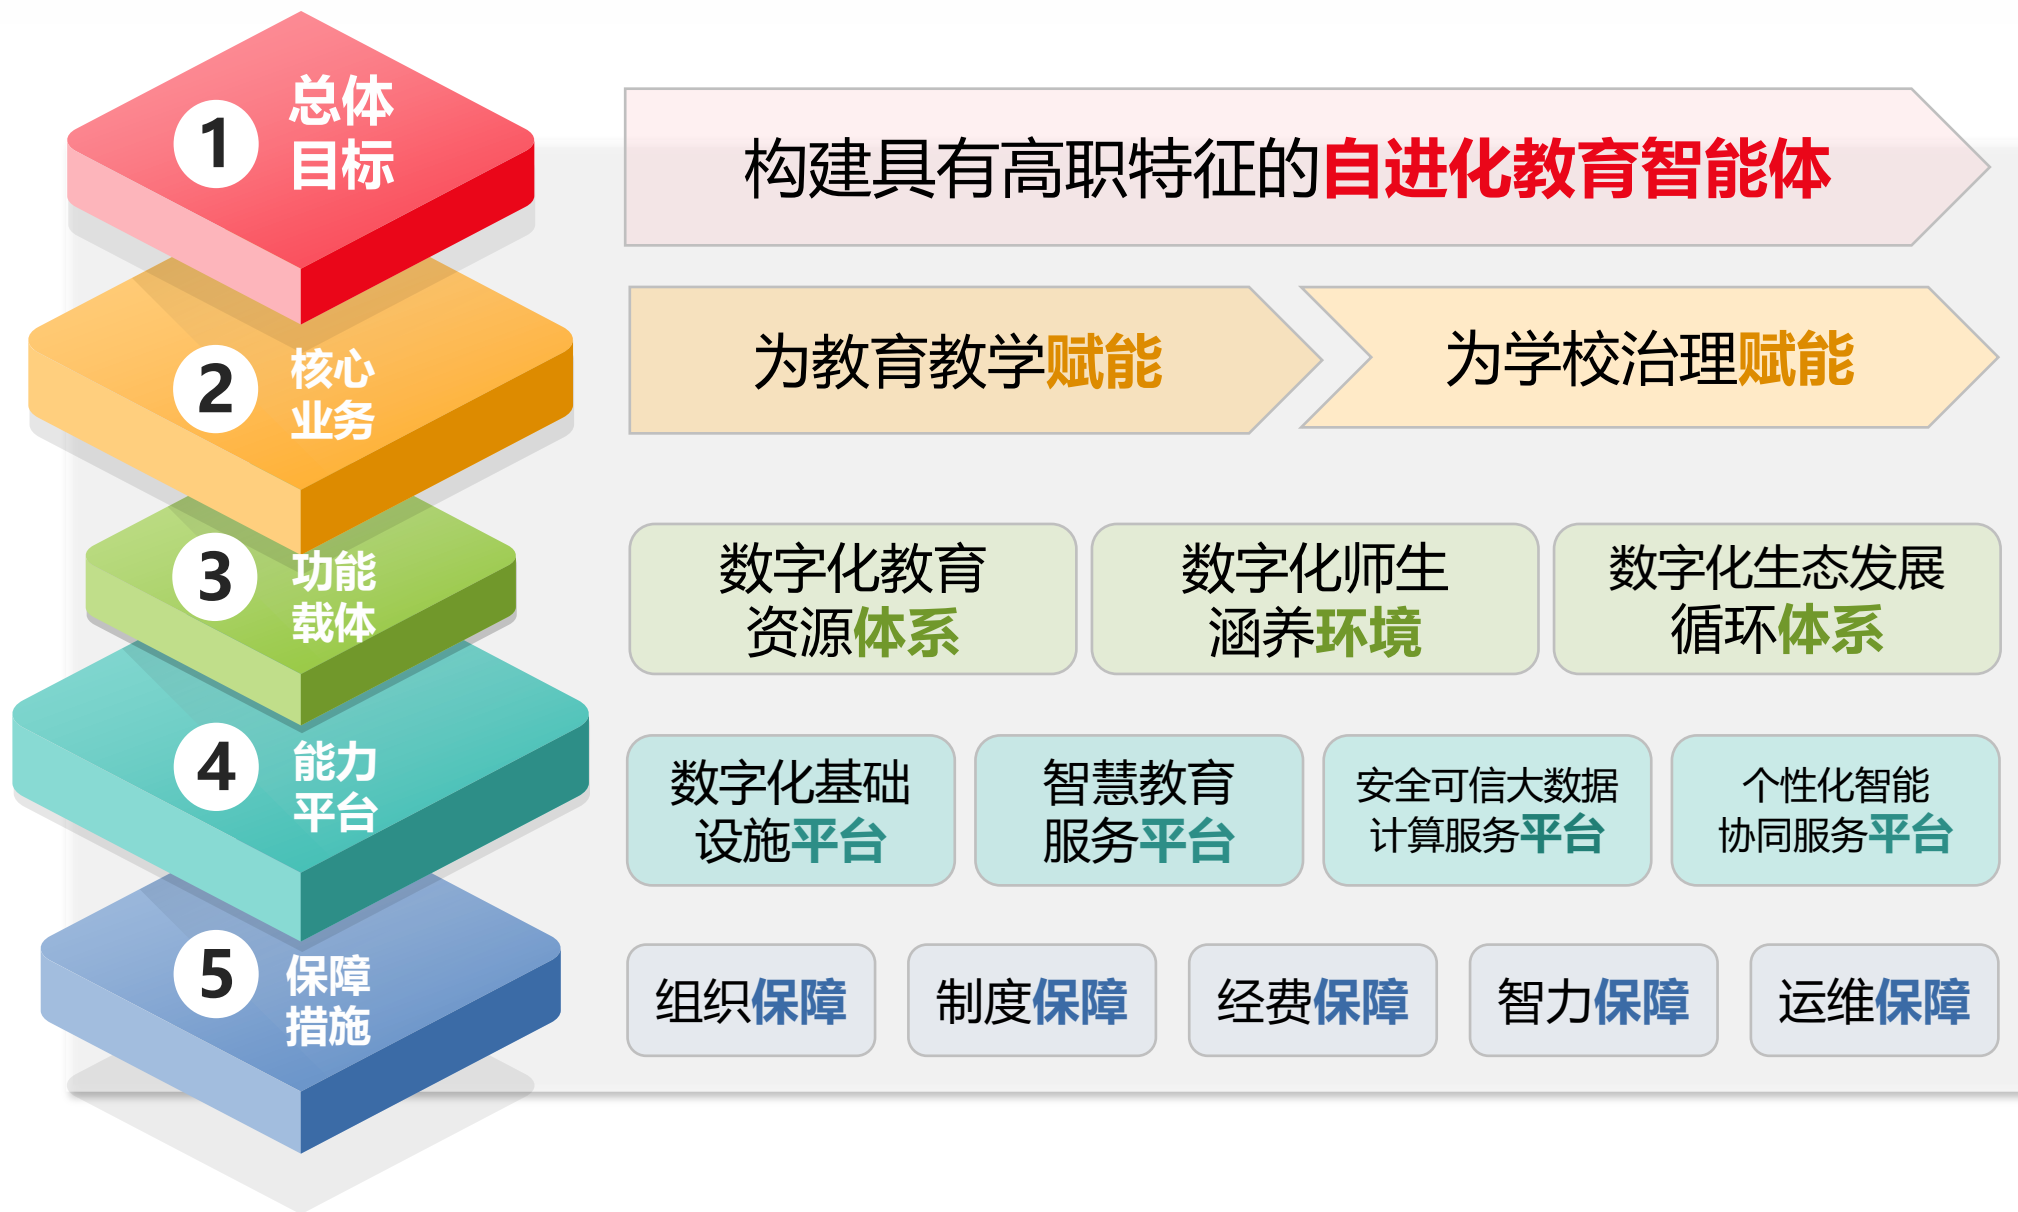 1
总体
目标
构建具有高职特征的自进化教育智能体
2
核心
业务
为教育教学赋能
为学校治理赋能
3
功能
载体
数字化教育
资源体系
数字化师生
涵养环境
数字化生态发展
循环体系
4
能力
平台
数字化基础
设施平台
智慧教育
服务平台
安全可信大数据
计算服务平台
个性化智能
协同服务平台
5
保障
措施
组织保障
制度保障
经费保障
智力保障
运维保障